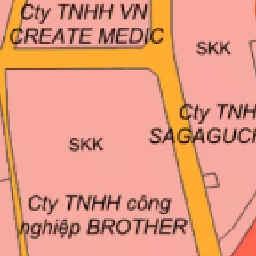 Cty TNHH VN
CREATE MEDIC
SKK
Cty TNH
SAGAGUCH
SKK
Cty TNHH công
nghiệp BROTHER